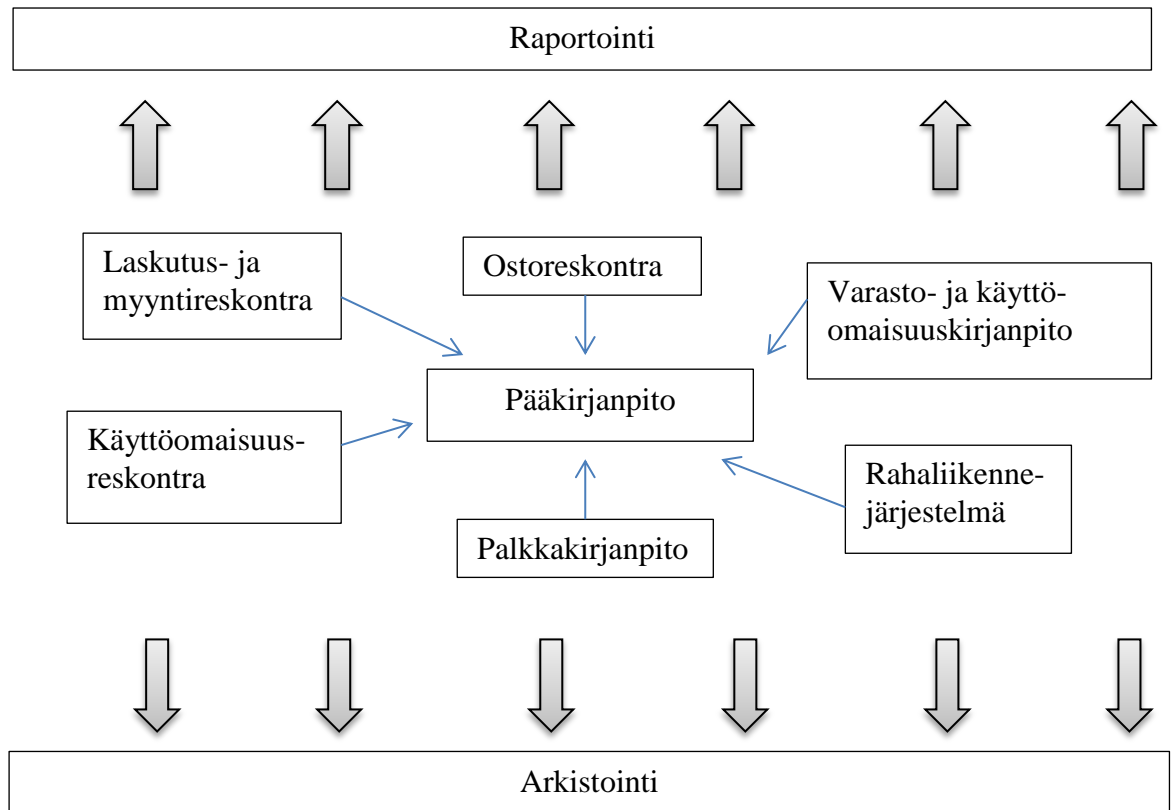 Raportointi
Laskutus- ja
myyntireskontra
Ostoreskontra
Varasto- ja käyttö-
omaisuuskirjanpito
Pääkirjanpito
Käyttöomaisuus-
reskontra
Rahaliikenne-
järjestelmä
Palkkakirjanpito
Arkistointi